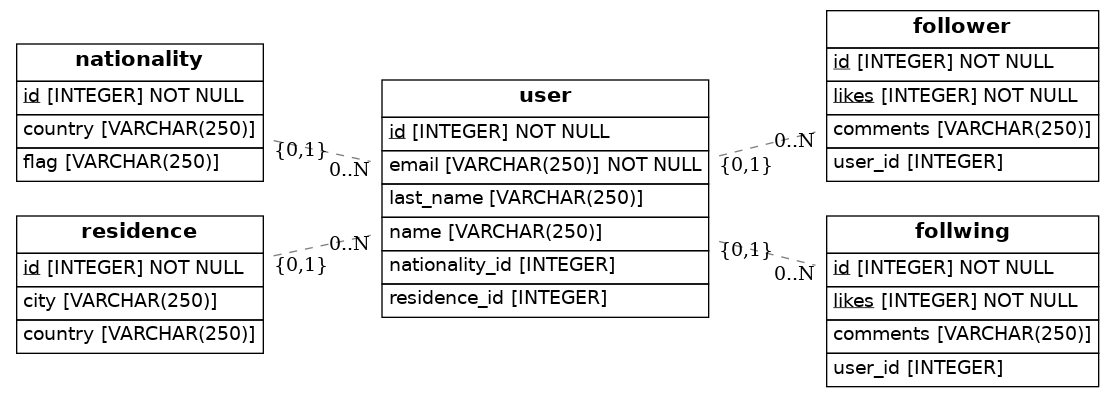 nationality
id [INTEGER] NOT NULL
country [VARCHAR(250)]
flag [VARCHAR(250)]
{0,1}
0..N
residence
id [INTEGER] NOT NULL
city [VARCHAR(250)]
country [VARCHAR(250)]
0..N
{0,1}
user
id [INTEGER] NOT NULL
email [VARCHAR(250)] NOT NULL
last_name [VARCHAR(250)]
name [VARCHAR(250)]
nationality_id [INTEGER]
residence_id [INTEGER]
0..N
{0,1}
follower
id [INTEGER] NOT NULL
likes [INTEGER] NOT NULL
comments [VARCHAR(250)]
user_id [INTEGER]
{0,1}
0..N
follwing
id [INTEGER] NOT NULL
likes [INTEGER] NOT NULL
comments [VARCHAR(250)]
user_id [INTEGER]